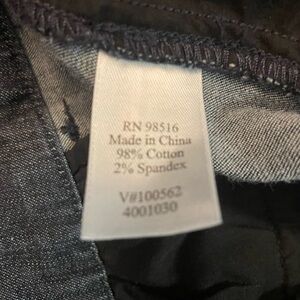 RN 98516
Made in China
98% Cotton
2% Spandex
V#100562
4001030